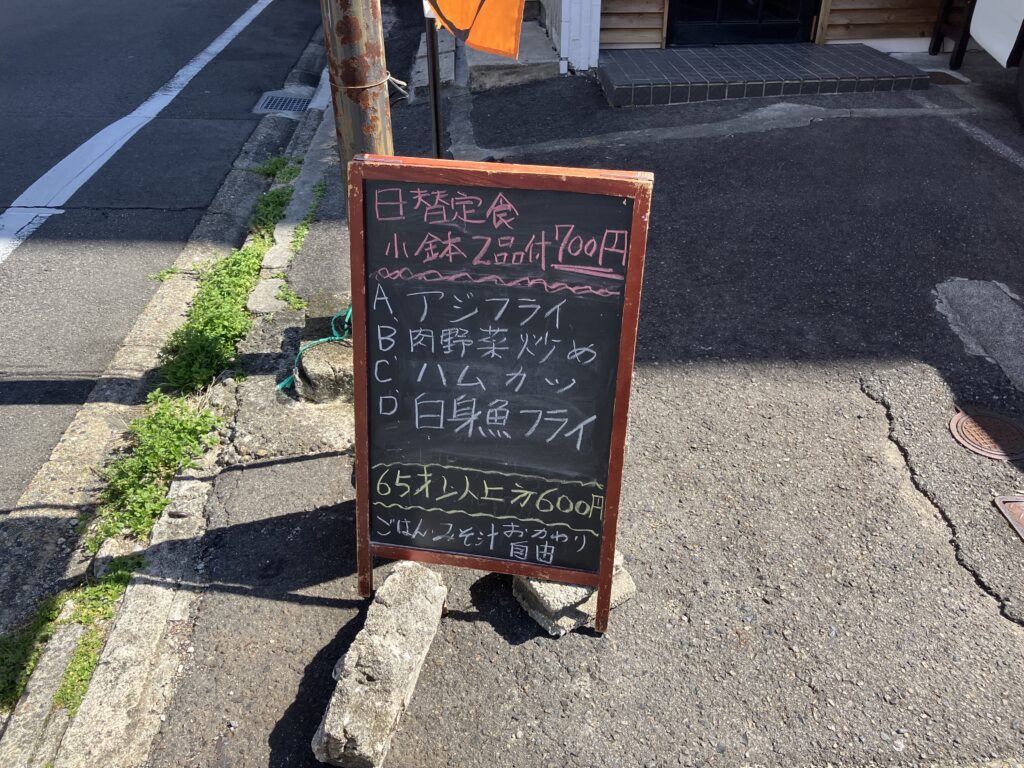 日替定食
小鉢2品付700円
A アジフライ
B 肉野菜炒め
C ハムカツ
D 白身魚フライ
65才以上方600円
ごはん・みそ汁おかわり
自由